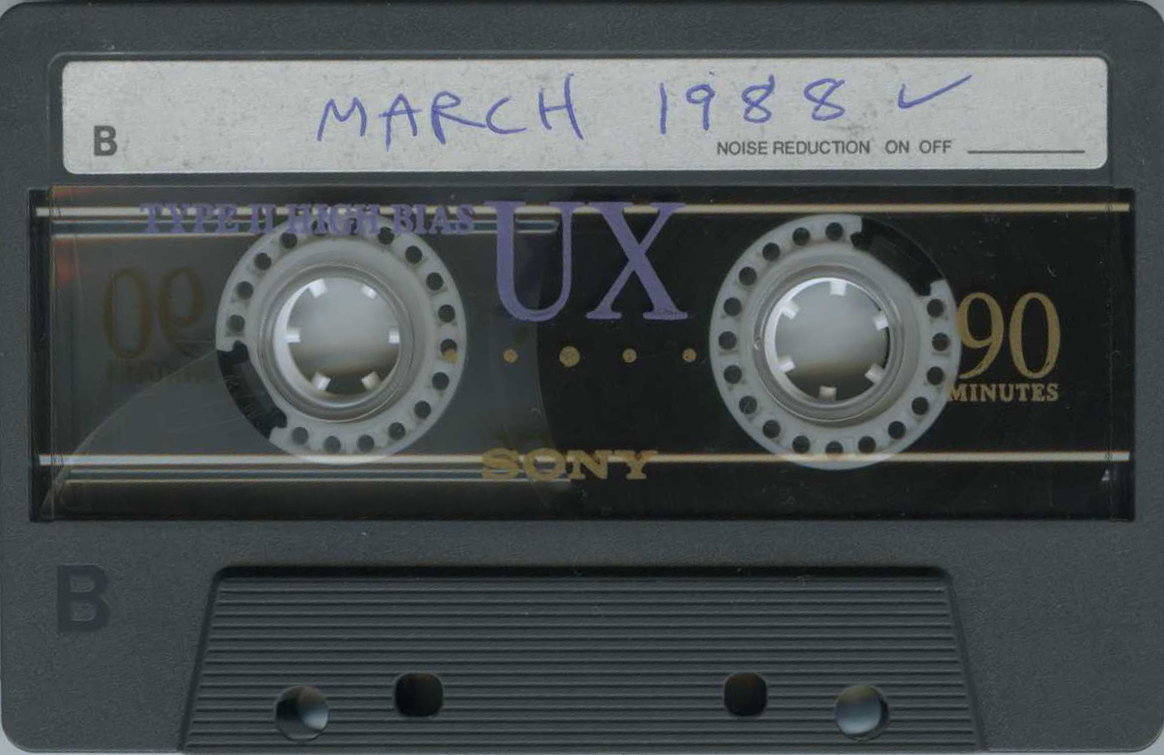 MARCH 1988 ✓
B
NOISE REDUCTION ON OFF
TYPE II HIGH BIAS UX
90
90
MINUTES
SONY
B